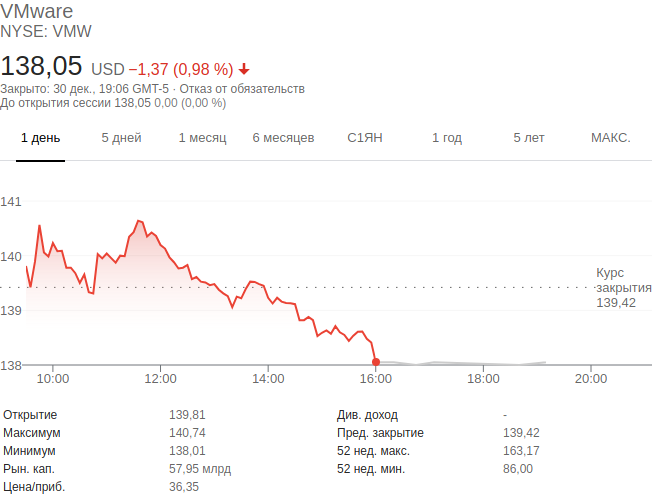 VMware
NYSE: VMW
138,05 USD −1,37 (0,98 %)
Закрыто: 30 дек., 19:06 GMT-5 · Отказ от обязательств
До открытия сессии 138,05 0,00 (0,00 %)
1 день 5 дней 1 месяц 6 месяцев С1ЯН 1 год 5 лет МАКС.
141
140
Курс закрытия 139,42
139
138
10:00 12:00 14:00 16:00 18:00 20:00
Открытие 139,81 Див. доход -
Максимум 140,74 Пред. закрытие 139,42
Минимум 138,01 52 нед. макс. 163,17
Рын. кап. 57,95 млрд 52 нед. мин. 86,00
Цена/приб. 36,35